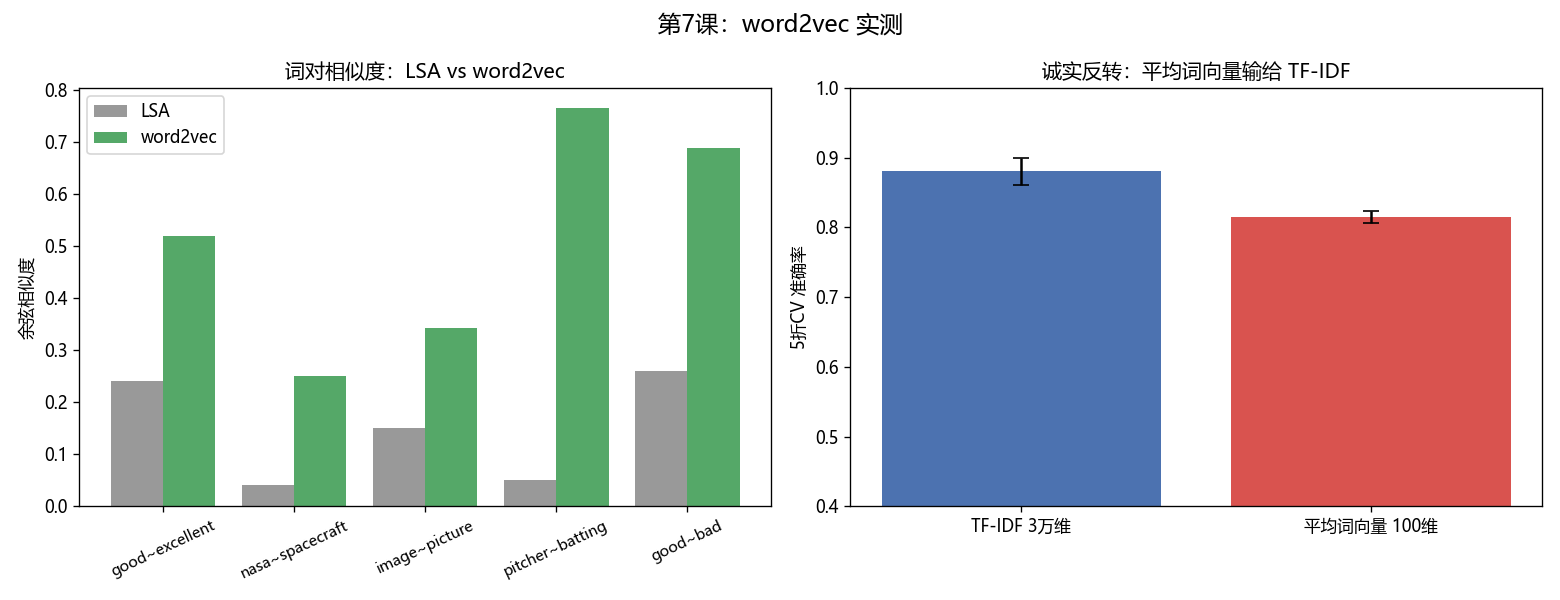 第7课：word2vec 实测
词对相似度：LSA vs word2vec
LSA
word2vec
余弦相似度
0.8
0.7
0.6
0.5
0.4
0.3
0.2
0.1
0.0
good~excellent
nasa~spacecraft
image~picture
pitcher~batting
good~bad
诚实反转：平均词向量输给 TF-IDF
5折CV 准确率
1.0
0.9
0.8
0.7
0.6
0.5
0.4
TF-IDF 3万维
平均词向量 100维